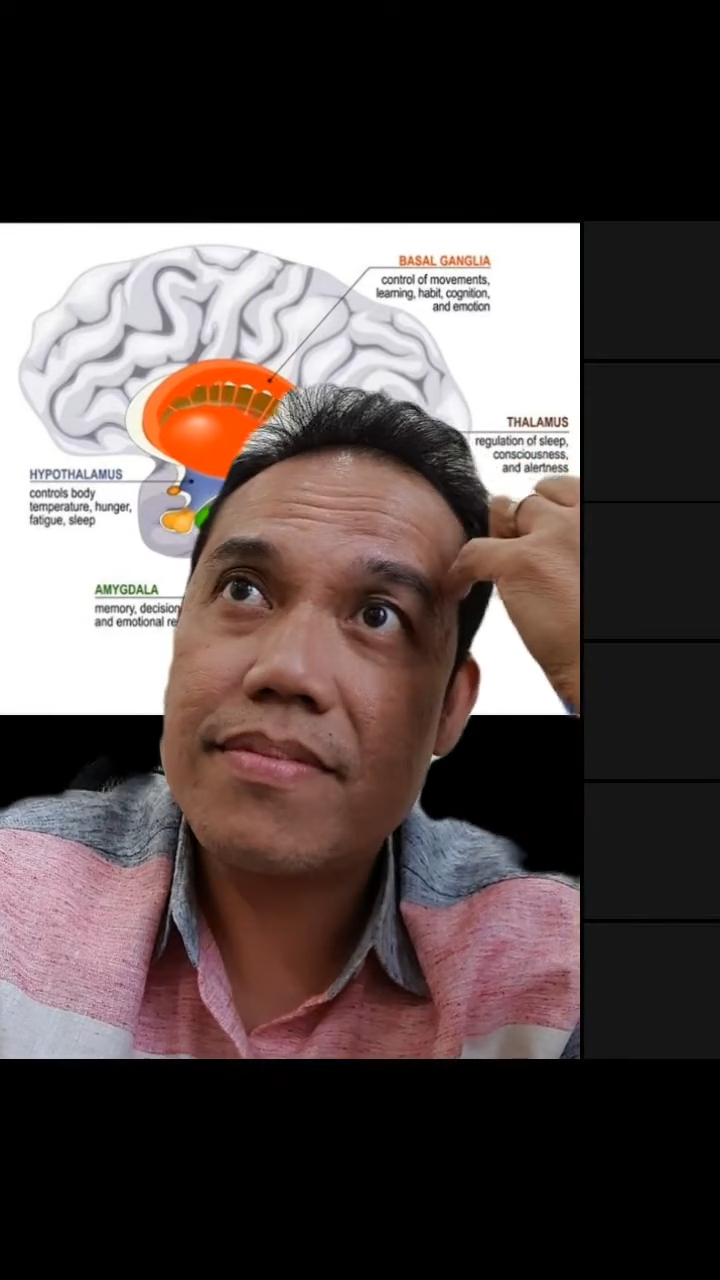 BASAL GANGLIA
control of movements,
learning, habit, cognition,
and emotion
THALAMUS
regulation of sleep,
consciousness,
and alertness
HYPOTHALAMUS
controls body
temperature, hunger,
fatigue, sleep
AMYGDALA
memory, decision
and emotional